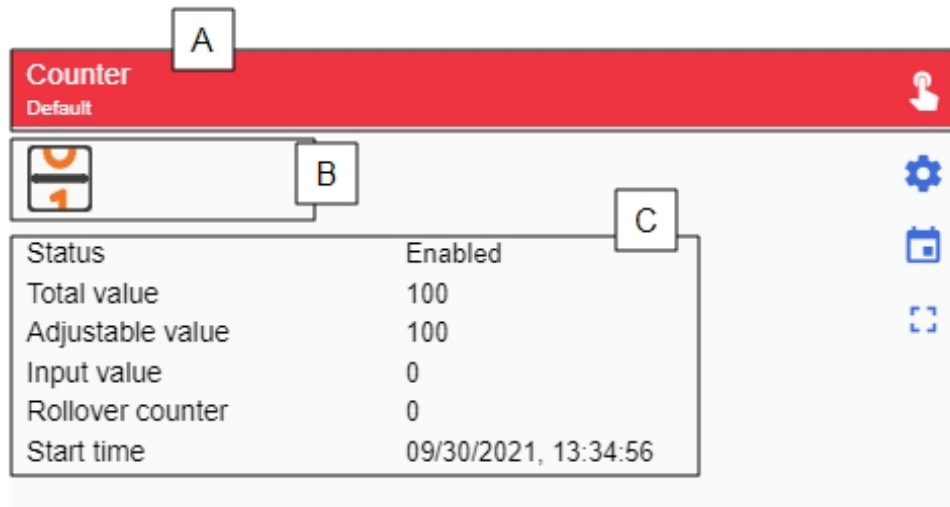 A
Counter
Default
B
C
Status Enabled
Total value 100
Adjustable value 100
Input value 0
Rollover counter 0
Start time 09/30/2021, 13:34:56